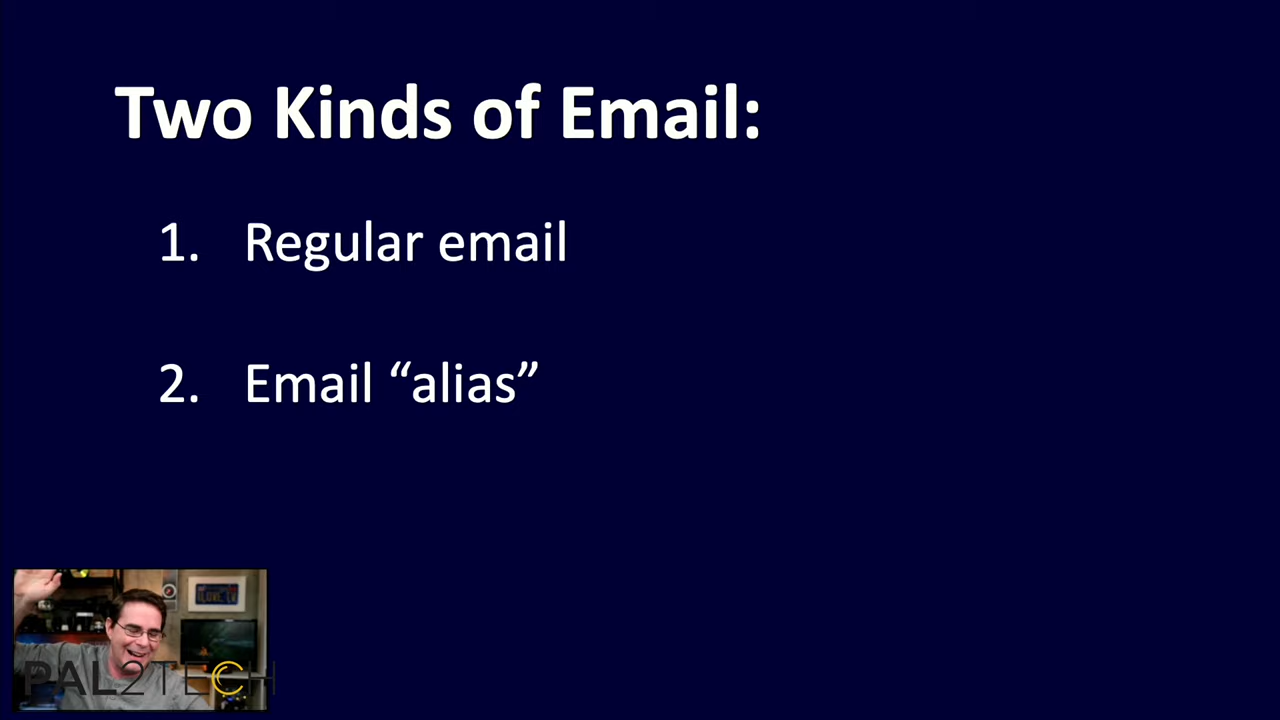 Two Kinds of Email:
1. Regular email
2. Email “alias”
PAL2TECH